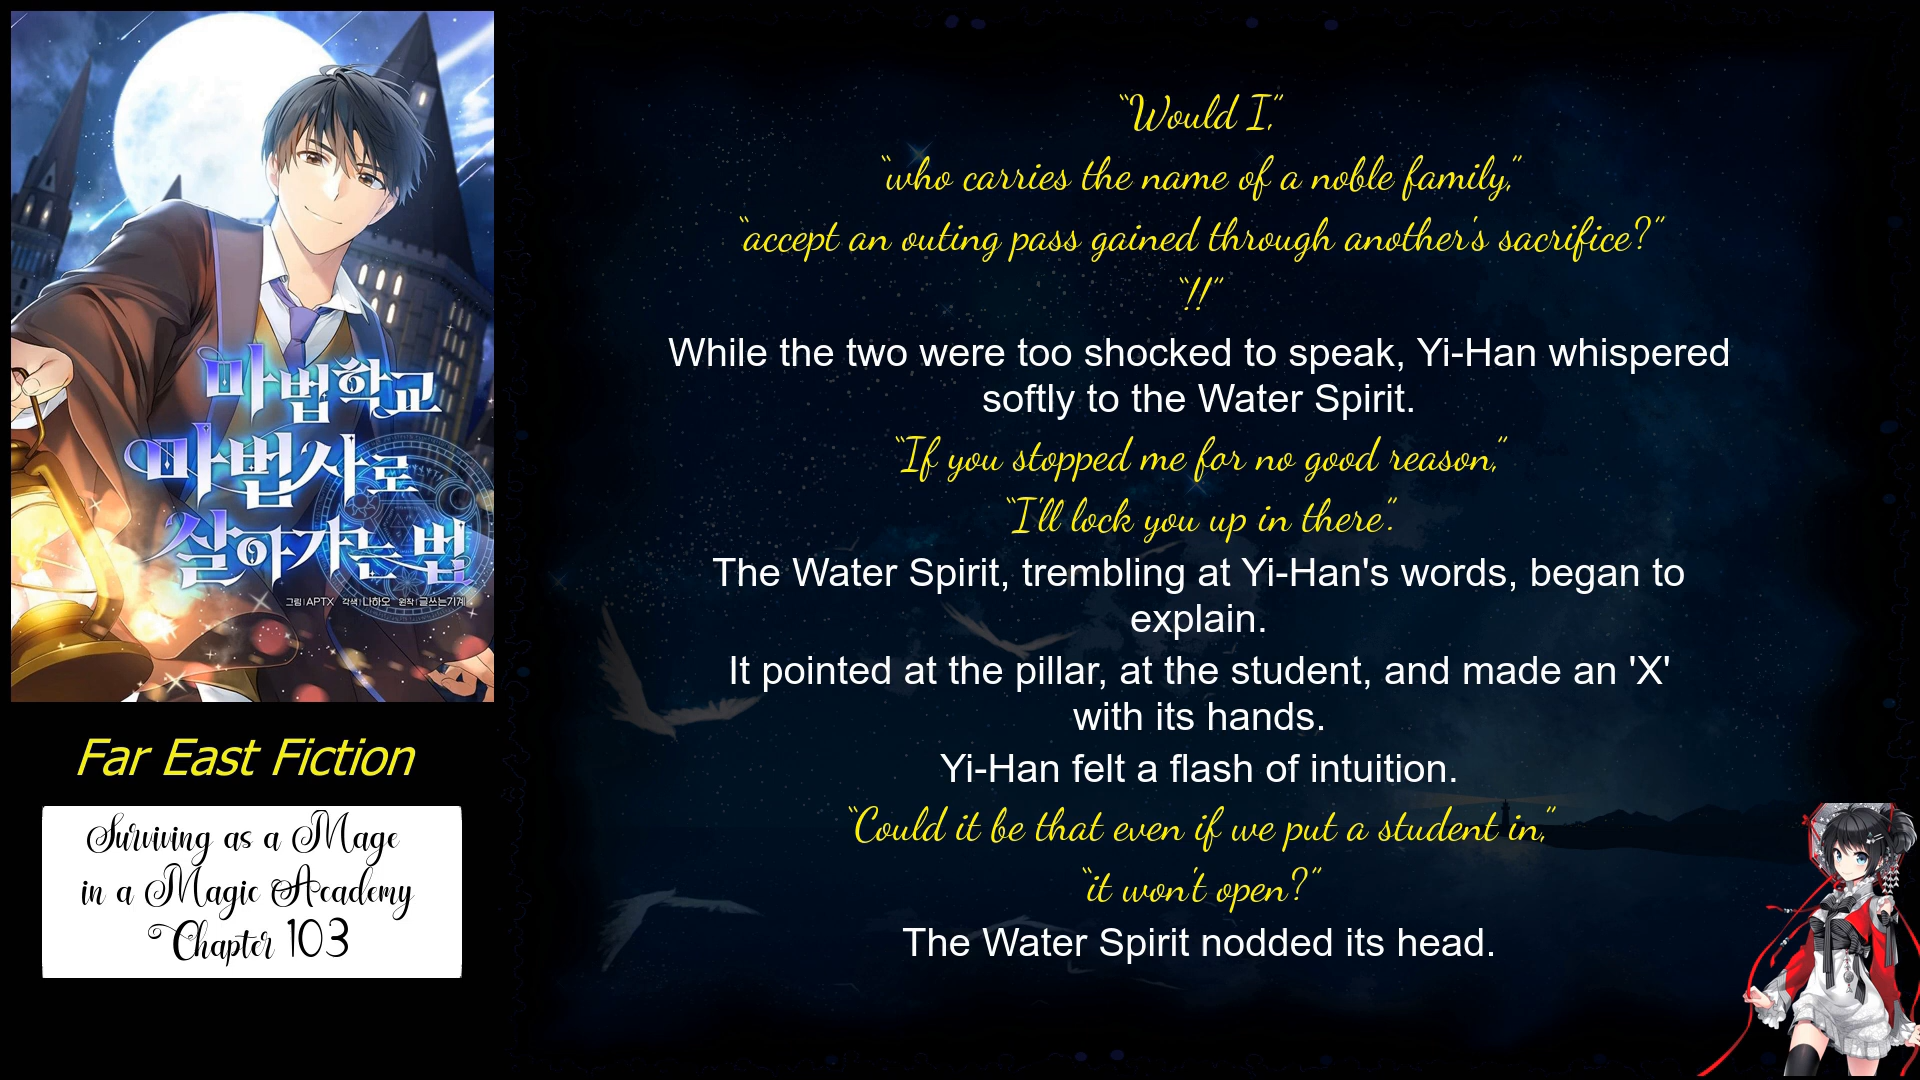 마법학교
마법사로
살아가는 법
그림|APTX 각색|나하오 원작|글쓰는기계
Far East Fiction
Surviving as a Mage
in a Magic Academy
Chapter 103
“Would I,”
“who carries the name of a noble family,”
“accept an outing pass gained through another's sacrifice?”
“!!”
While the two were too shocked to speak, Yi-Han whispered
softly to the Water Spirit.
“If you stopped me for no good reason,”
“I'll lock you up in there”.
The Water Spirit, trembling at Yi-Han's words, began to
explain.
It pointed at the pillar, at the student, and made an 'X'
with its hands.
Yi-Han felt a flash of intuition.
“Could it be that even if we put a student in,”
“it won't open?”
The Water Spirit nodded its head.